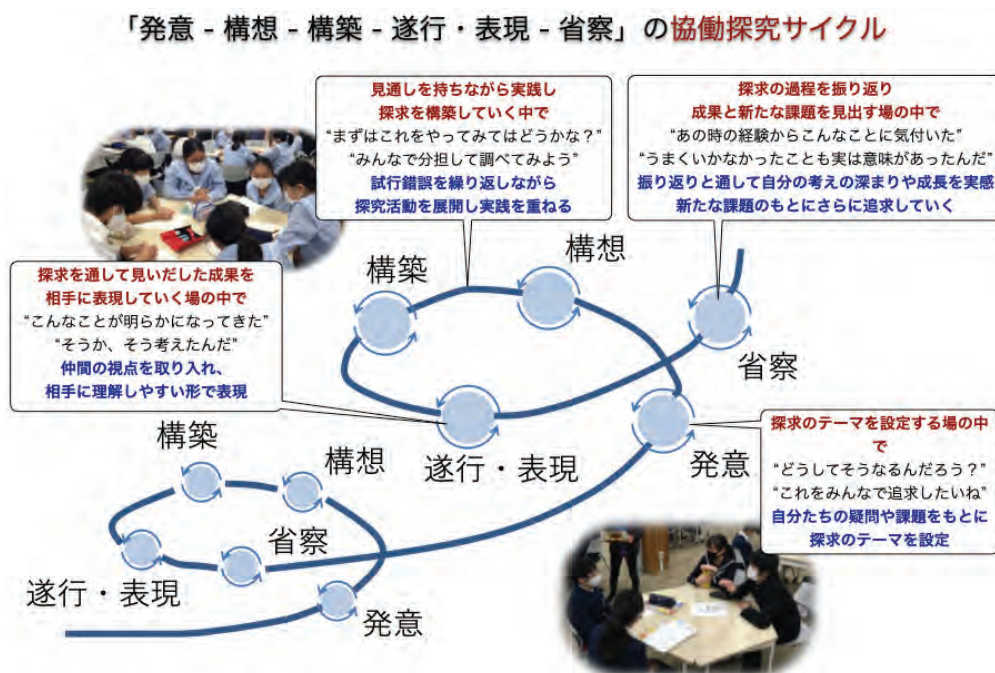 「発意 - 構想 - 構築 - 遂行・表現 - 省察」の協働探究サイクル
見通しを持ちながら実践し
探求を構築していく中で
“まずはこれをやってみてはどうかな？”
“みんなで分担して調べてみよう”
試行錯誤を繰り返しながら
探究活動を展開し実践を重ねる
探求の過程を振り返り
成果と新たな課題を見出す場の中で
“あの時の経験からこんなことに気付いた”
“うまくいかなかったことも実は意味があったんだ”
振り返りと通して自分の考えの深まりや成長を実感
新たな課題のもとにさらに追求していく
探求を通して見いだした成果を
相手に表現していく場の中で
“こんなことが明らかになってきた”
“そうか、そう考えたんだ”
仲間の視点を取り入れ、
相手に理解しやすい形で表現
構築
構想
省察
遂行・表現
発意
探求のテーマを設定する場の中
で
“どうしてそうなるんだろう？”
“これをみんなで追求したいね”
自分たちの疑問や課題をもとに
探求のテーマを設定
構築
構想
省察
遂行・表現
発意